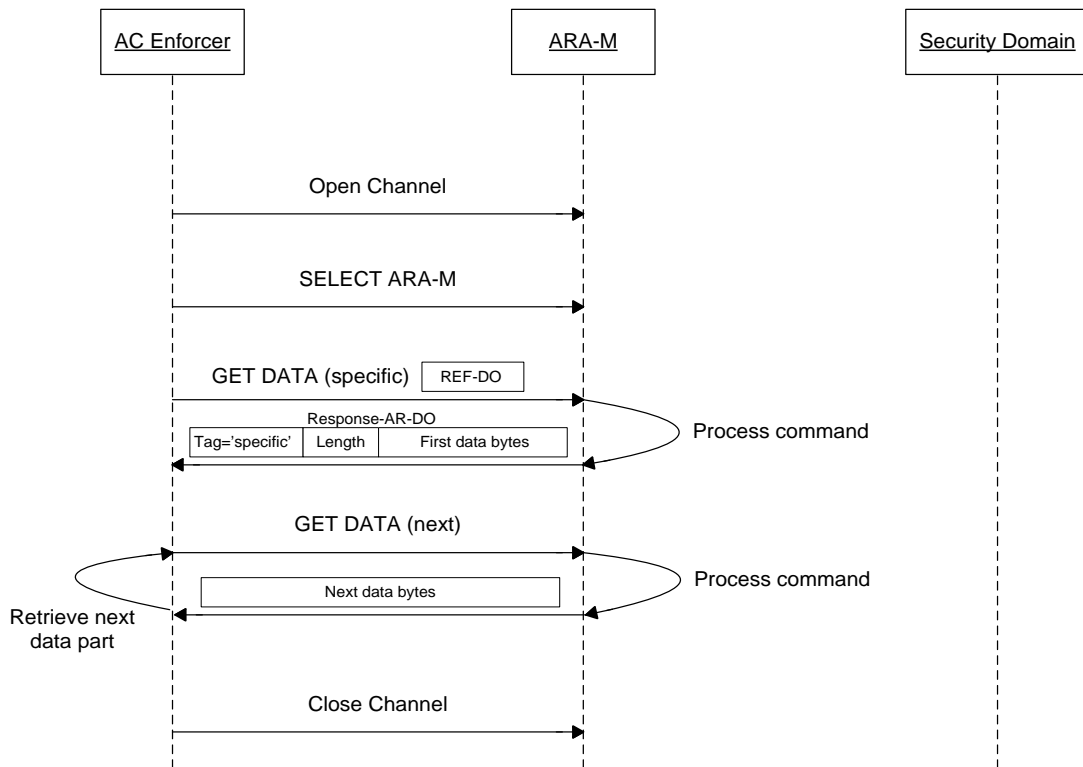 AC Enforcer
ARA-M
Security Domain
Open Channel
SELECT ARA-M
GET DATA (specific)
REF-DO
Response-AR-DO
Tag=’specific’
Length
First data bytes
Process command
GET DATA (next)
Next data bytes
Process command
Retrieve next
data part
Close Channel